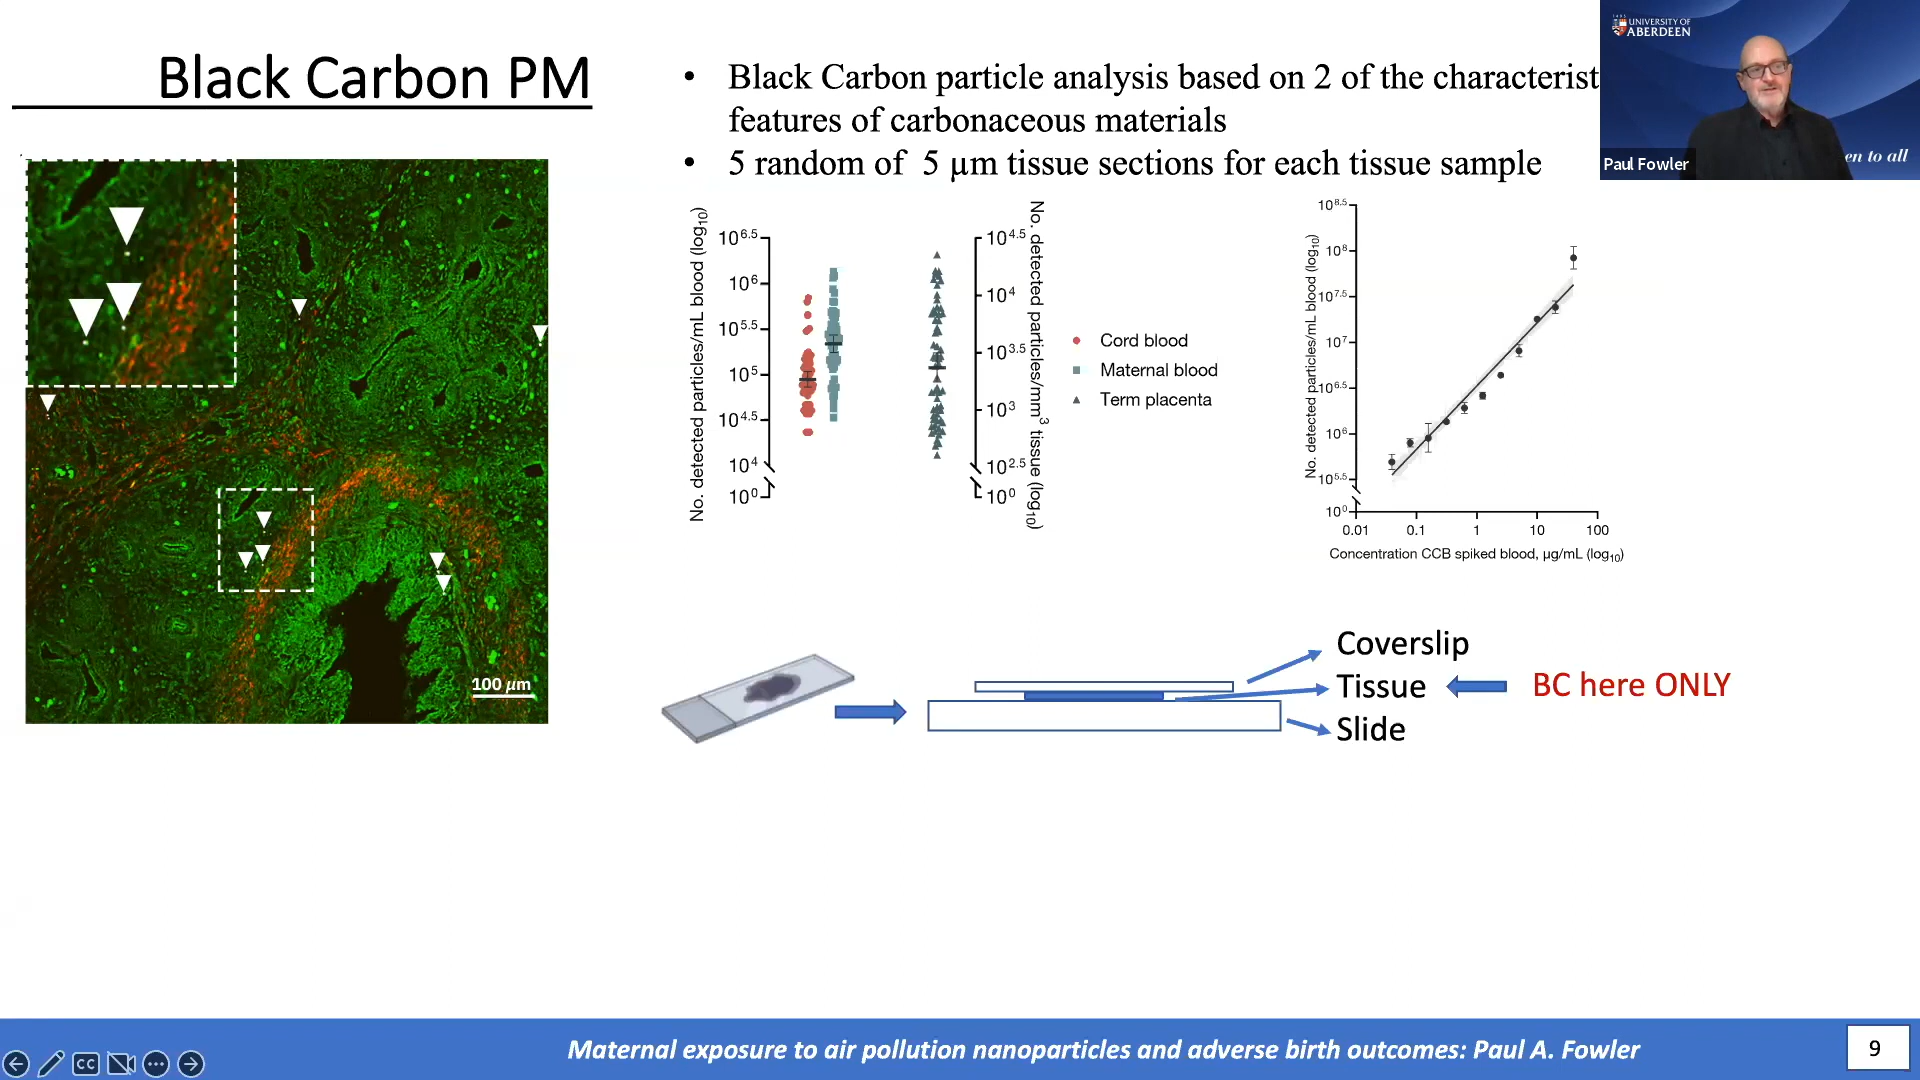 Black Carbon PM
• Black Carbon particle analysis based on 2 of the characterist
features of carbonaceous materials
• 5 random of 5 µm tissue sections for each tissue sample
1495
UNIVERSITY OF
ABERDEEN
en to all
Paul Fowler
100 µm
No. detected particles/mL blood (log10)
10^6.5
10^6
10^5.5
10^5
10^4.5
10^4
10^0
No. detected particles/mm3 tissue (log10)
10^4.5
10^4
10^3.5
10^3
10^2.5
10^0
Cord blood
Maternal blood
Term placenta
No. detected particles/mL blood (log10)
10^8.5
10^8
10^7.5
10^7
10^6.5
10^6
10^5.5
10^0
0.01 0.1 1 10 100
Concentration CCB spiked blood, µg/mL (log10)
Coverslip
Tissue
BC here ONLY
Slide
Maternal exposure to air pollution nanoparticles and adverse birth outcomes: Paul A. Fowler
9
CC